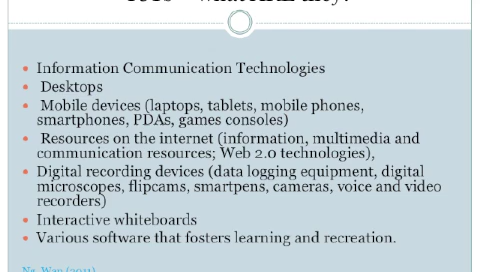 Information Communication Technologies
Desktops
Mobile devices (laptops, tablets, mobile phones,
smartphones, PDAs, games consoles)
Resources on the internet (information, multimedia and
communication resources; Web 2.0 technologies),
Digital recording devices (data logging equipment, digital
microscopes, flipcams, smartpens, cameras, voice and video
recorders)
Interactive whiteboards
Various software that fosters learning and recreation.